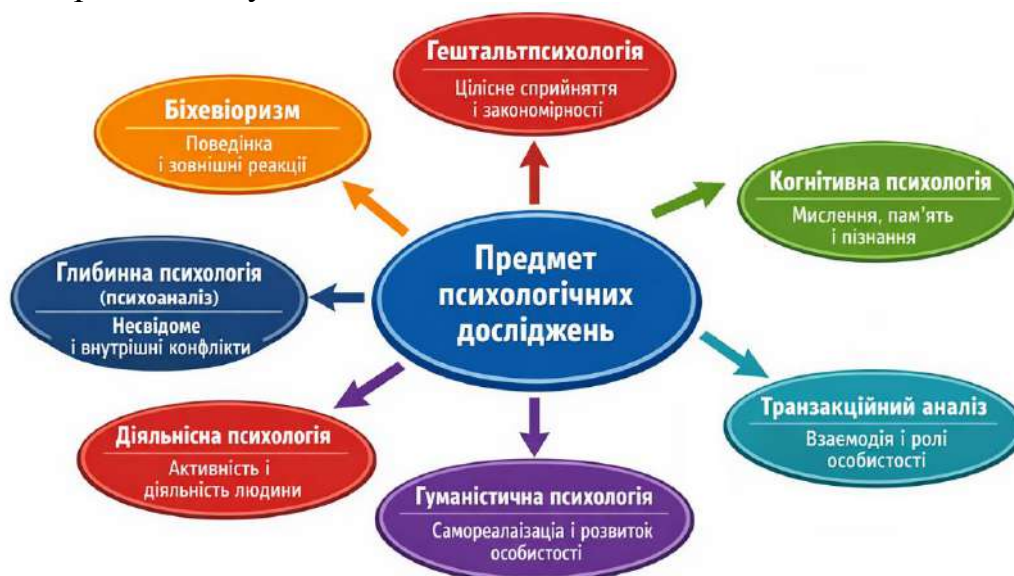 Гештальтпсихологія
Цілісне сприйняття
і закономірності
Біхевіоризм
Поведінка
і зовнішні реакції
Когнітивна психологія
Мислення, пам'ять
і пізнання
Предмет
психологічних
досліджень
Глибинна психологія
(психоаналіз)
Несвідоме
і внутрішні конфлікти
Транзакційний аналіз
Взаємодія і ролі
особистості
Діяльнісна психологія
Активність і
діяльність людини
Гуманістична психологія
Самореалаізація і розвиток
особистості